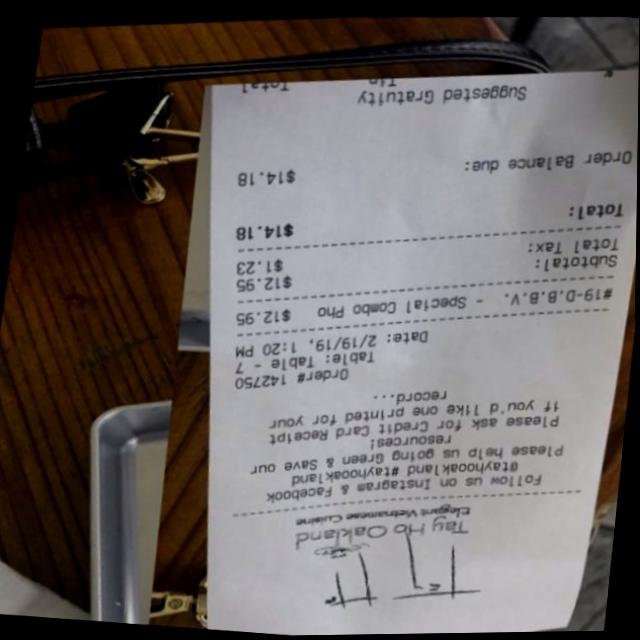 Tay Ho Oakland
Elegant Vietnamese Cuisine
Follow us on Instagram & Facebook
@tayhooakland #tayhooakland
Please help us going Green & Save our
resources!
Please ask for Credit Card Receipt
if you'd like one printed for your
record...
Order# 142750
Table: Table - 7
Date: 2/19/19, 1:20 PM
#19-D.B.V. - Special Combo Pho $12.95
Subtotal: $12.95
Total Tax: $1.23
Total: $14.18
Order Balance due: $14.18
Suggested Gratuity Tip Total